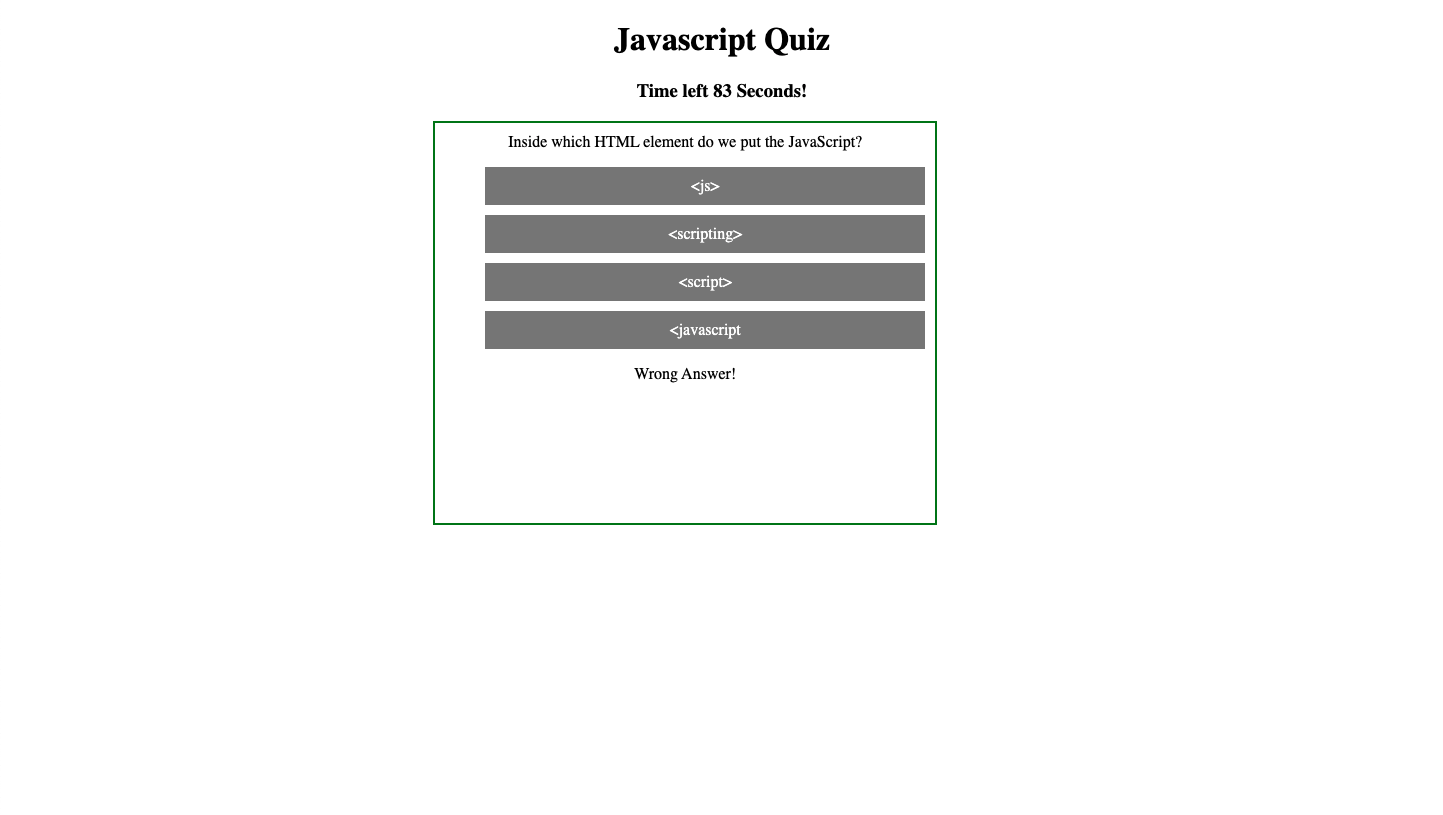 Javascript Quiz
Time left 83 Seconds!
Inside which HTML element do we put the JavaScript?
<js>
<scripting>
<script>
<javascript
Wrong Answer!